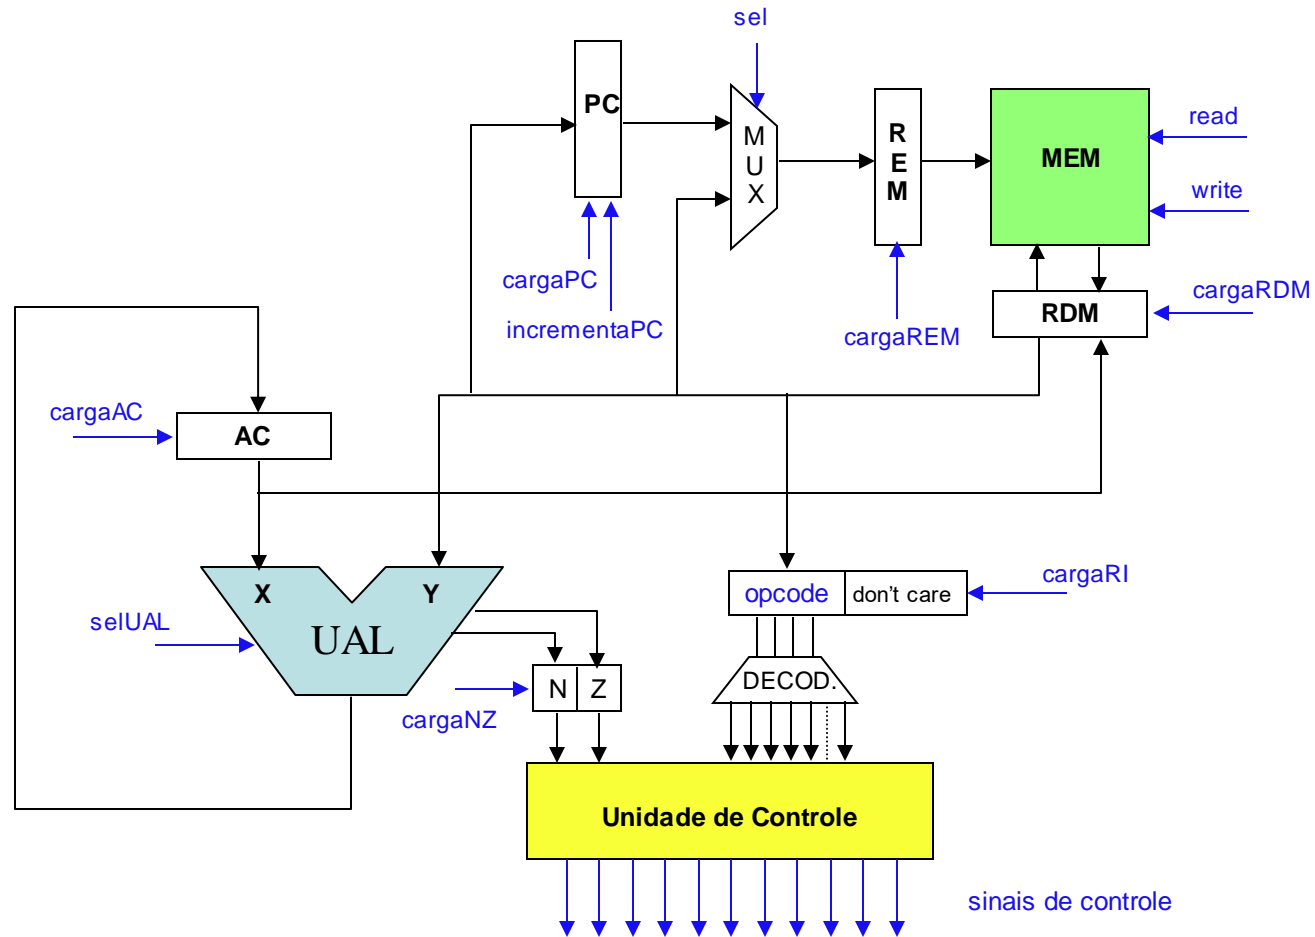 sel
PC
M
U
X
R
E
M
MEM
read
write
cargaPC
incrementaPC
cargaREM
RDM
cargaRDM
cargaAC
AC
X
Y
UAL
selUAL
opcode
don't care
cargaRI
N
Z
cargaNZ
DECOD.
Unidade de Controle
sinais de controle